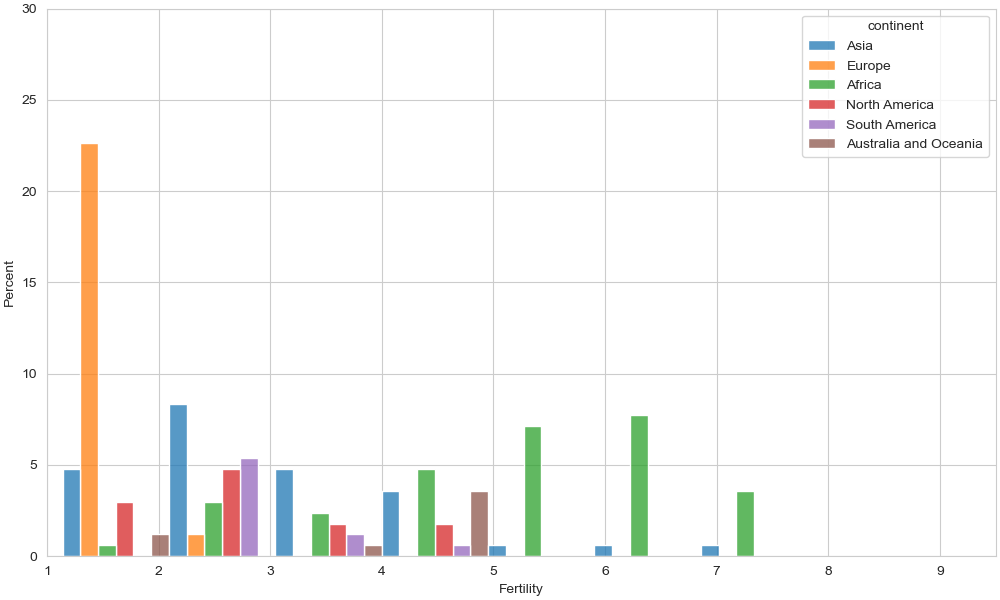 30
25
20
15
10
5
0
Percent
1 2 3 4 5 6 7 8 9
Fertility
continent
Asia
Europe
Africa
North America
South America
Australia and Oceania